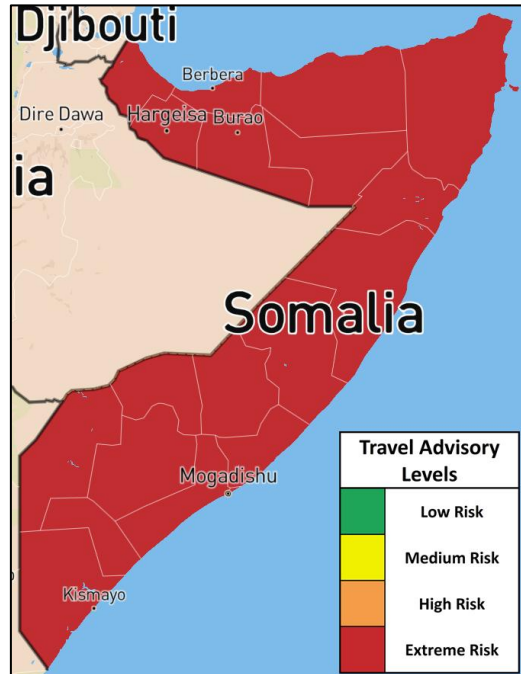 Djibouti
Berbera
Dire Dawa
Hargeisa
Burao
ia
Somalia
Mogadishu
Kismayo
Travel Advisory
Levels
Low Risk
Medium Risk
High Risk
Extreme Risk